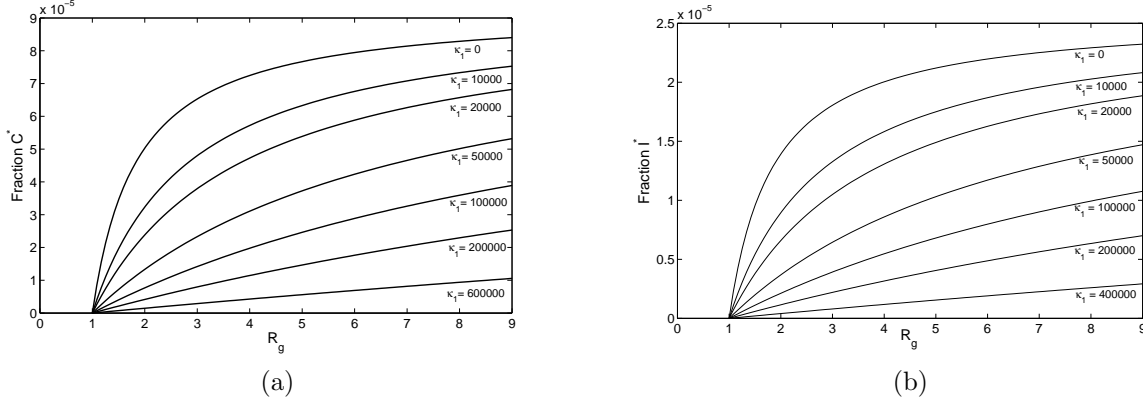 x 10⁻⁵
9
8
7
6
5
4
3
2
1
0
Fraction C*
κ₁= 0
κ₁= 10000
κ₁= 20000
κ₁= 50000
κ₁= 100000
κ₁= 200000
κ₁= 600000
0 1 2 3 4 5 6 7 8 9
R_g
(a)
x 10⁻⁵
2.5
2
1.5
1
0.5
0
Fraction I*
κ₁= 0
κ₁= 10000
κ₁= 20000
κ₁= 50000
κ₁= 100000
κ₁= 200000
κ₁= 400000
0 1 2 3 4 5 6 7 8 9
R_g
(b)